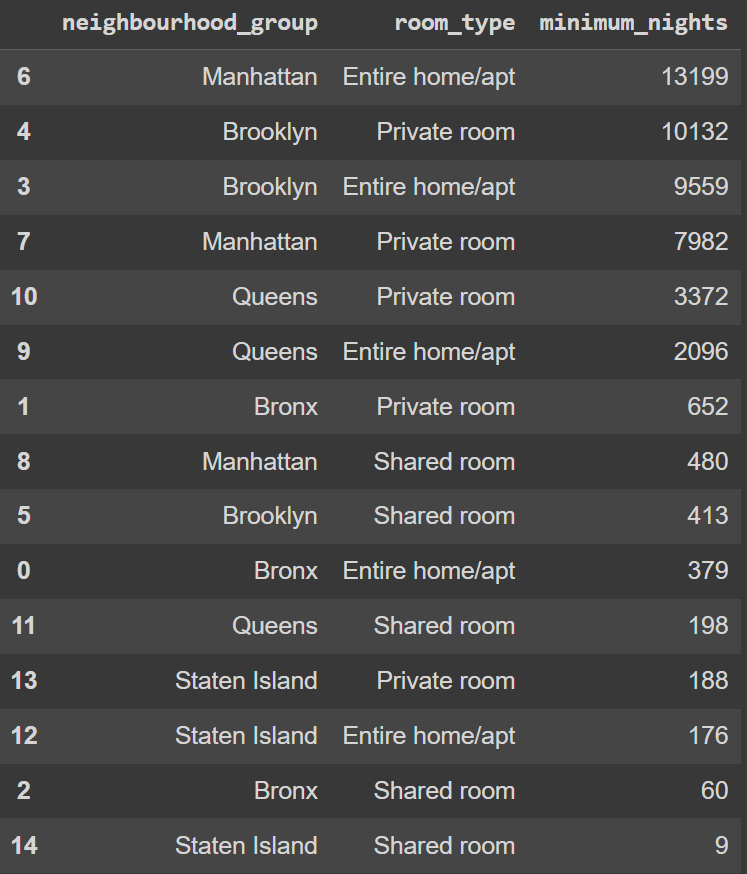 neighbourhood_group room_type minimum_nights
6 Manhattan Entire home/apt 13199
4 Brooklyn Private room 10132
3 Brooklyn Entire home/apt 9559
7 Manhattan Private room 7982
10 Queens Private room 3372
9 Queens Entire home/apt 2096
1 Bronx Private room 652
8 Manhattan Shared room 480
5 Brooklyn Shared room 413
0 Bronx Entire home/apt 379
11 Queens Shared room 198
13 Staten Island Private room 188
12 Staten Island Entire home/apt 176
2 Bronx Shared room 60
14 Staten Island Shared room 9